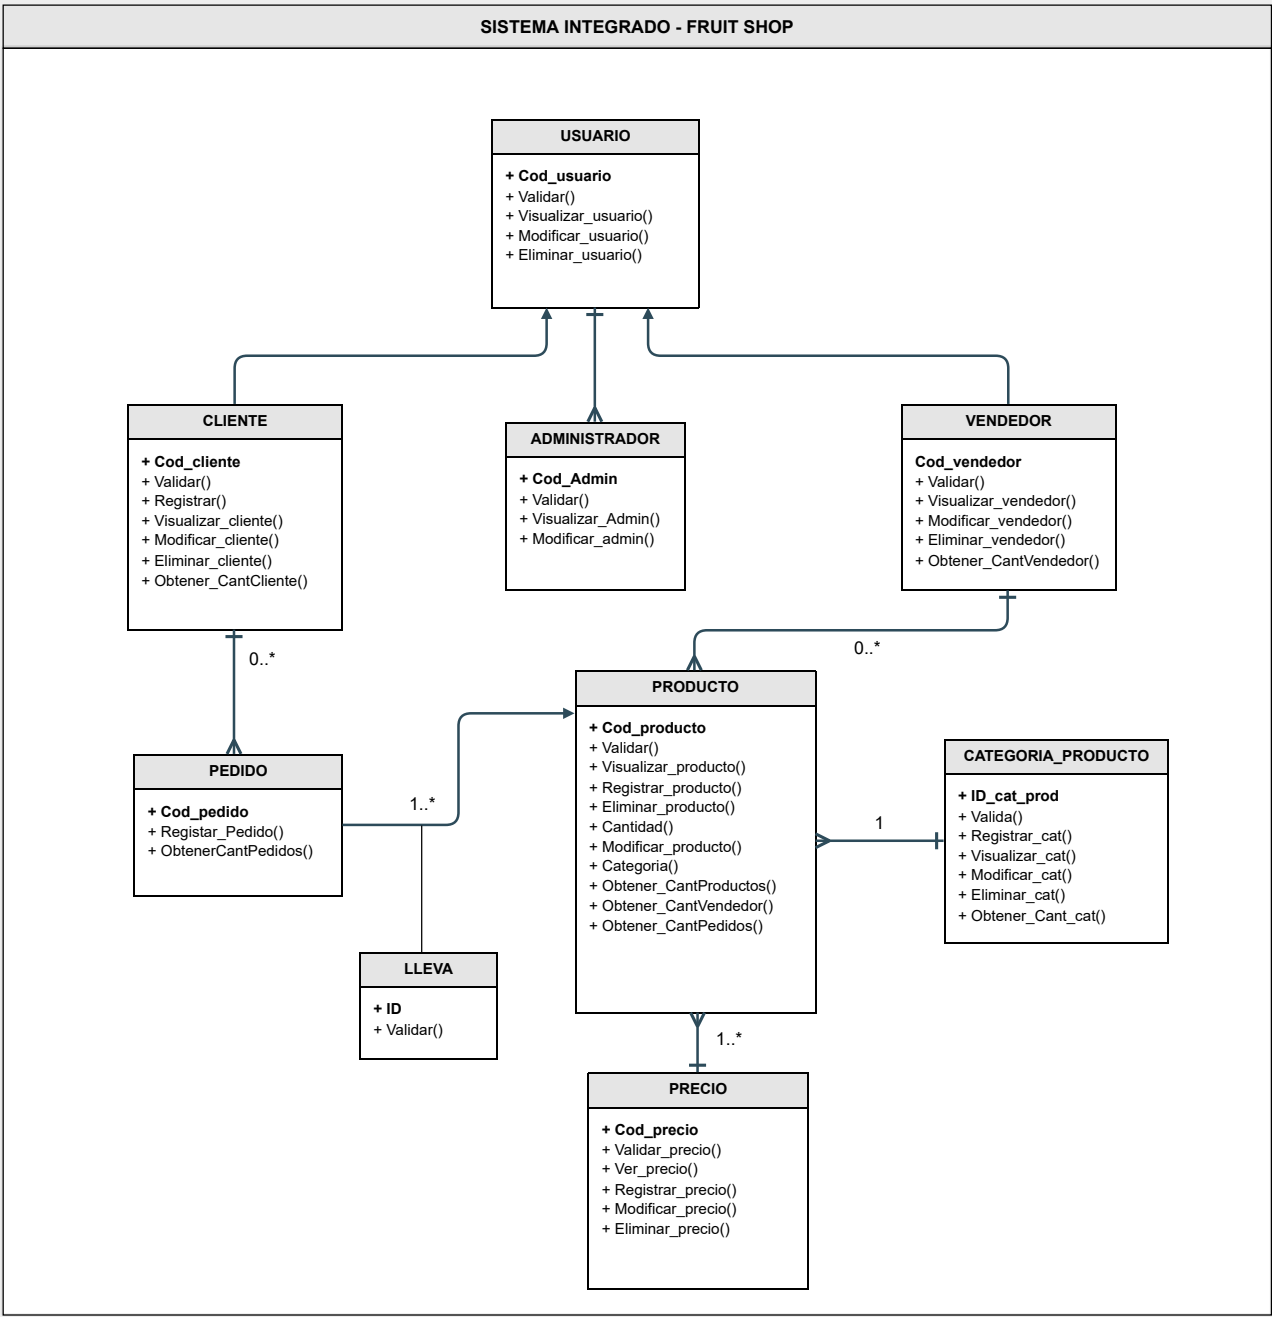 SISTEMA INTEGRADO - FRUIT SHOP
USUARIO
+ Cod_usuario
+ Validar()
+ Visualizar_usuario()
+ Modificar_usuario()
+ Eliminar_usuario()
CLIENTE
+ Cod_cliente
+ Validar()
+ Registrar()
+ Visualizar_cliente()
+ Modificar_cliente()
+ Eliminar_cliente()
+ Obtener_CantCliente()
ADMINISTRADOR
+ Cod_Admin
+ Validar()
+ Visualizar_Admin()
+ Modificar_admin()
VENDEDOR
Cod_vendedor
+ Validar()
+ Visualizar_vendedor()
+ Modificar_vendedor()
+ Eliminar_vendedor()
+ Obtener_CantVendedor()
0..*
0..*
PEDIDO
+ Cod_pedido
+ Registar_Pedido()
+ ObtenerCantPedidos()
1..*
PRODUCTO
+ Cod_producto
+ Validar()
+ Visualizar_producto()
+ Registrar_producto()
+ Eliminar_producto()
+ Cantidad()
+ Modificar_producto()
+ Categoria()
+ Obtener_CantProductos()
+ Obtener_CantVendedor()
+ Obtener_CantPedidos()
1
CATEGORIA_PRODUCTO
+ ID_cat_prod
+ Valida()
+ Registrar_cat()
+ Visualizar_cat()
+ Modificar_cat()
+ Eliminar_cat()
+ Obtener_Cant_cat()
LLEVA
+ ID
+ Validar()
1..*
PRECIO
+ Cod_precio
+ Validar_precio()
+ Ver_precio()
+ Registrar_precio()
+ Modificar_precio()
+ Eliminar_precio()